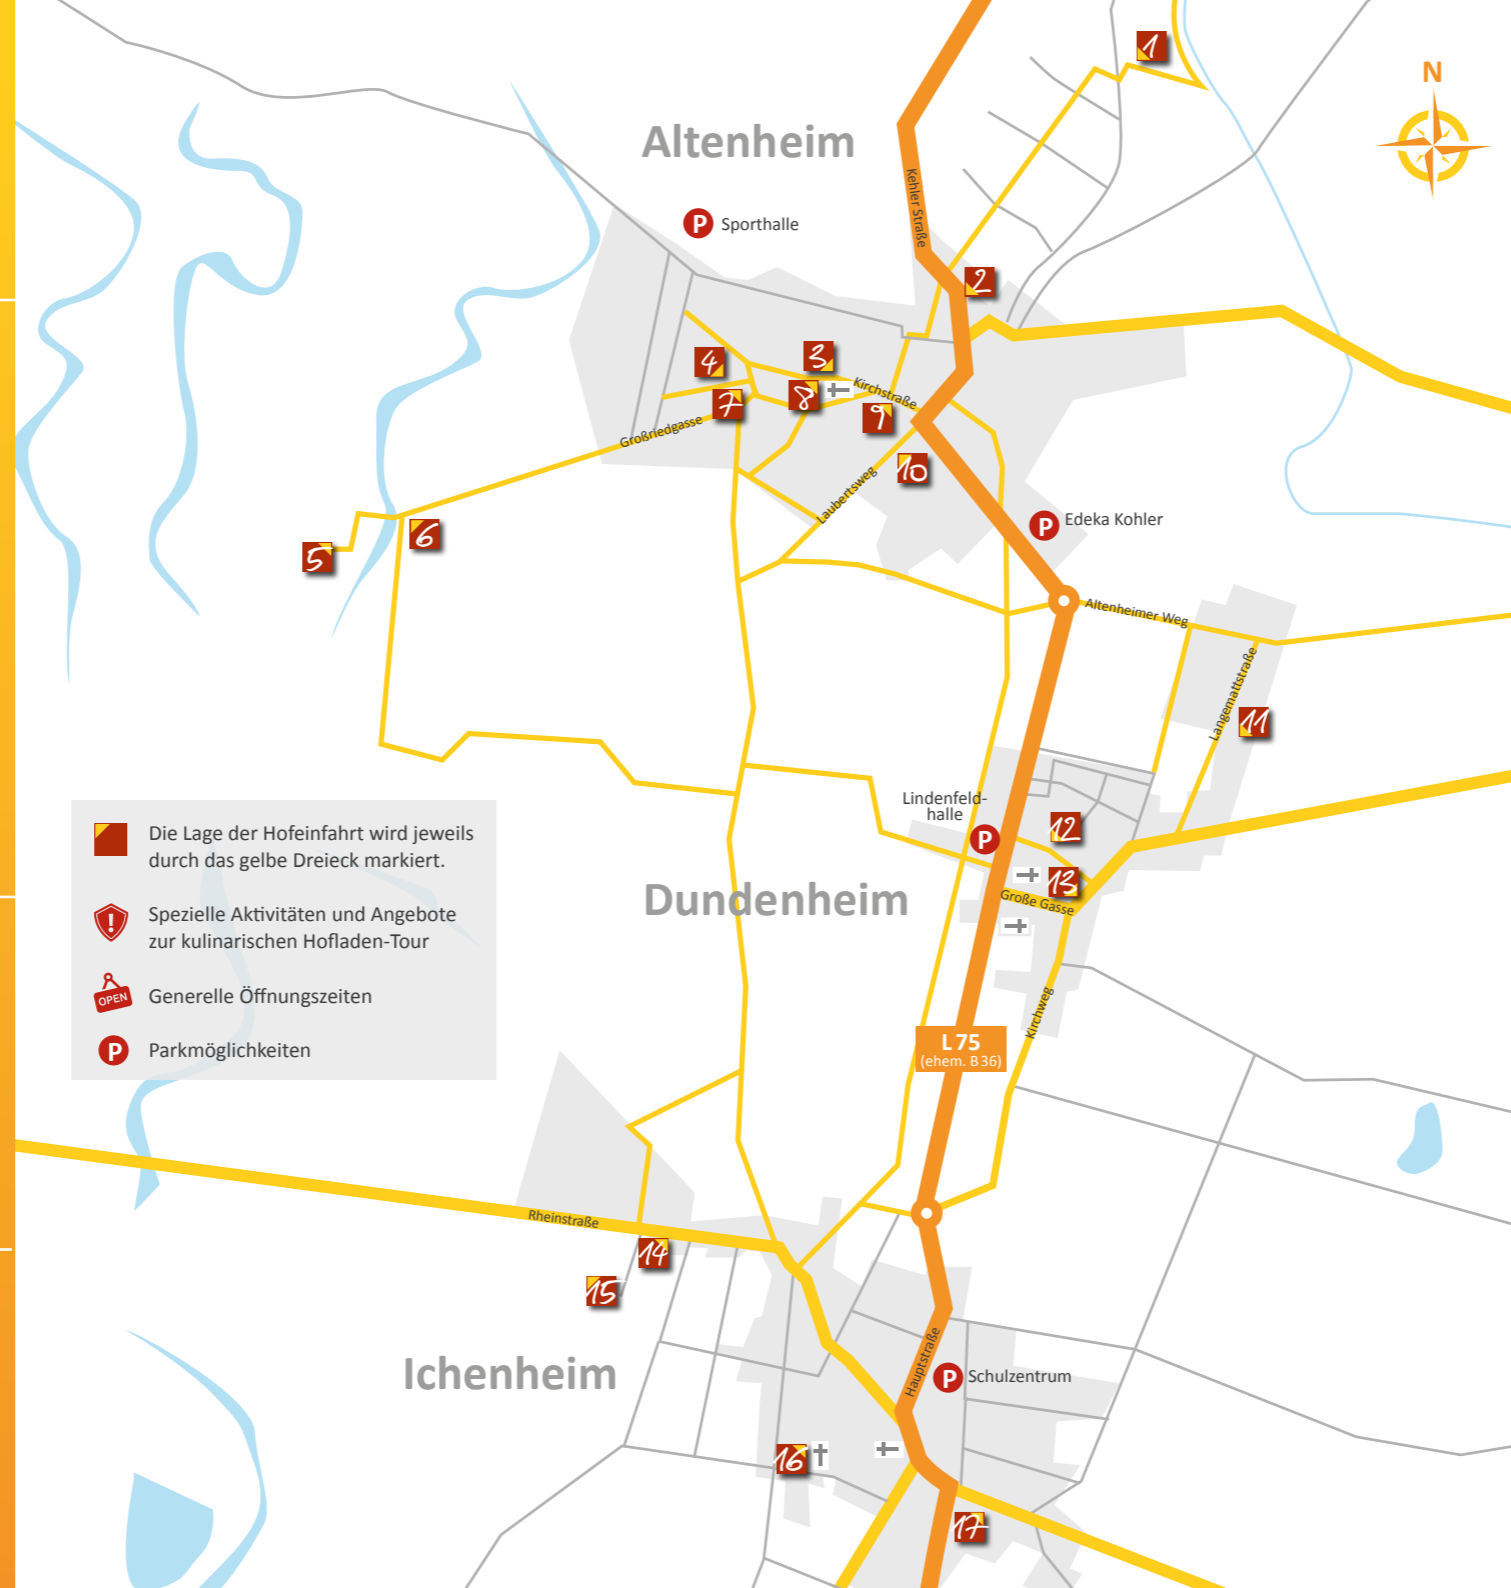 1
N
Altenheim
Kehler Straße
P Sporthalle
2
3
4
Kirchstraße
8
7
9
Großriedgasse
10
Laubertsweg
P Edeka Kohler
6
5
Altenheimer Weg
Langemattstraße
11
Lindenfeld-
halle
P
12
13
Große Gasse
Dundenheim
Die Lage der Hofeinfahrt wird jeweils
durch das gelbe Dreieck markiert.
! Spezielle Aktivitäten und Angebote
zur kulinarischen Hofladen-Tour
OPEN Generelle Öffnungszeiten
P Parkmöglichkeiten
Kirchweg
L 75
(ehem. B 36)
Rheinstraße
14
15
Ichenheim
Hauptstraße
P Schulzentrum
16
17